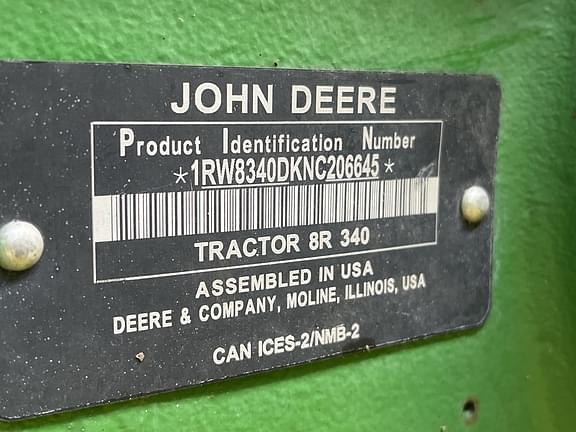 JOHN DEERE
Product Identification Number
*1RW8340DKNC206645*
TRACTOR 8R 340
ASSEMBLED IN USA
DEERE & COMPANY, MOLINE, ILLINOIS, USA
CAN ICES-2/NMB-2